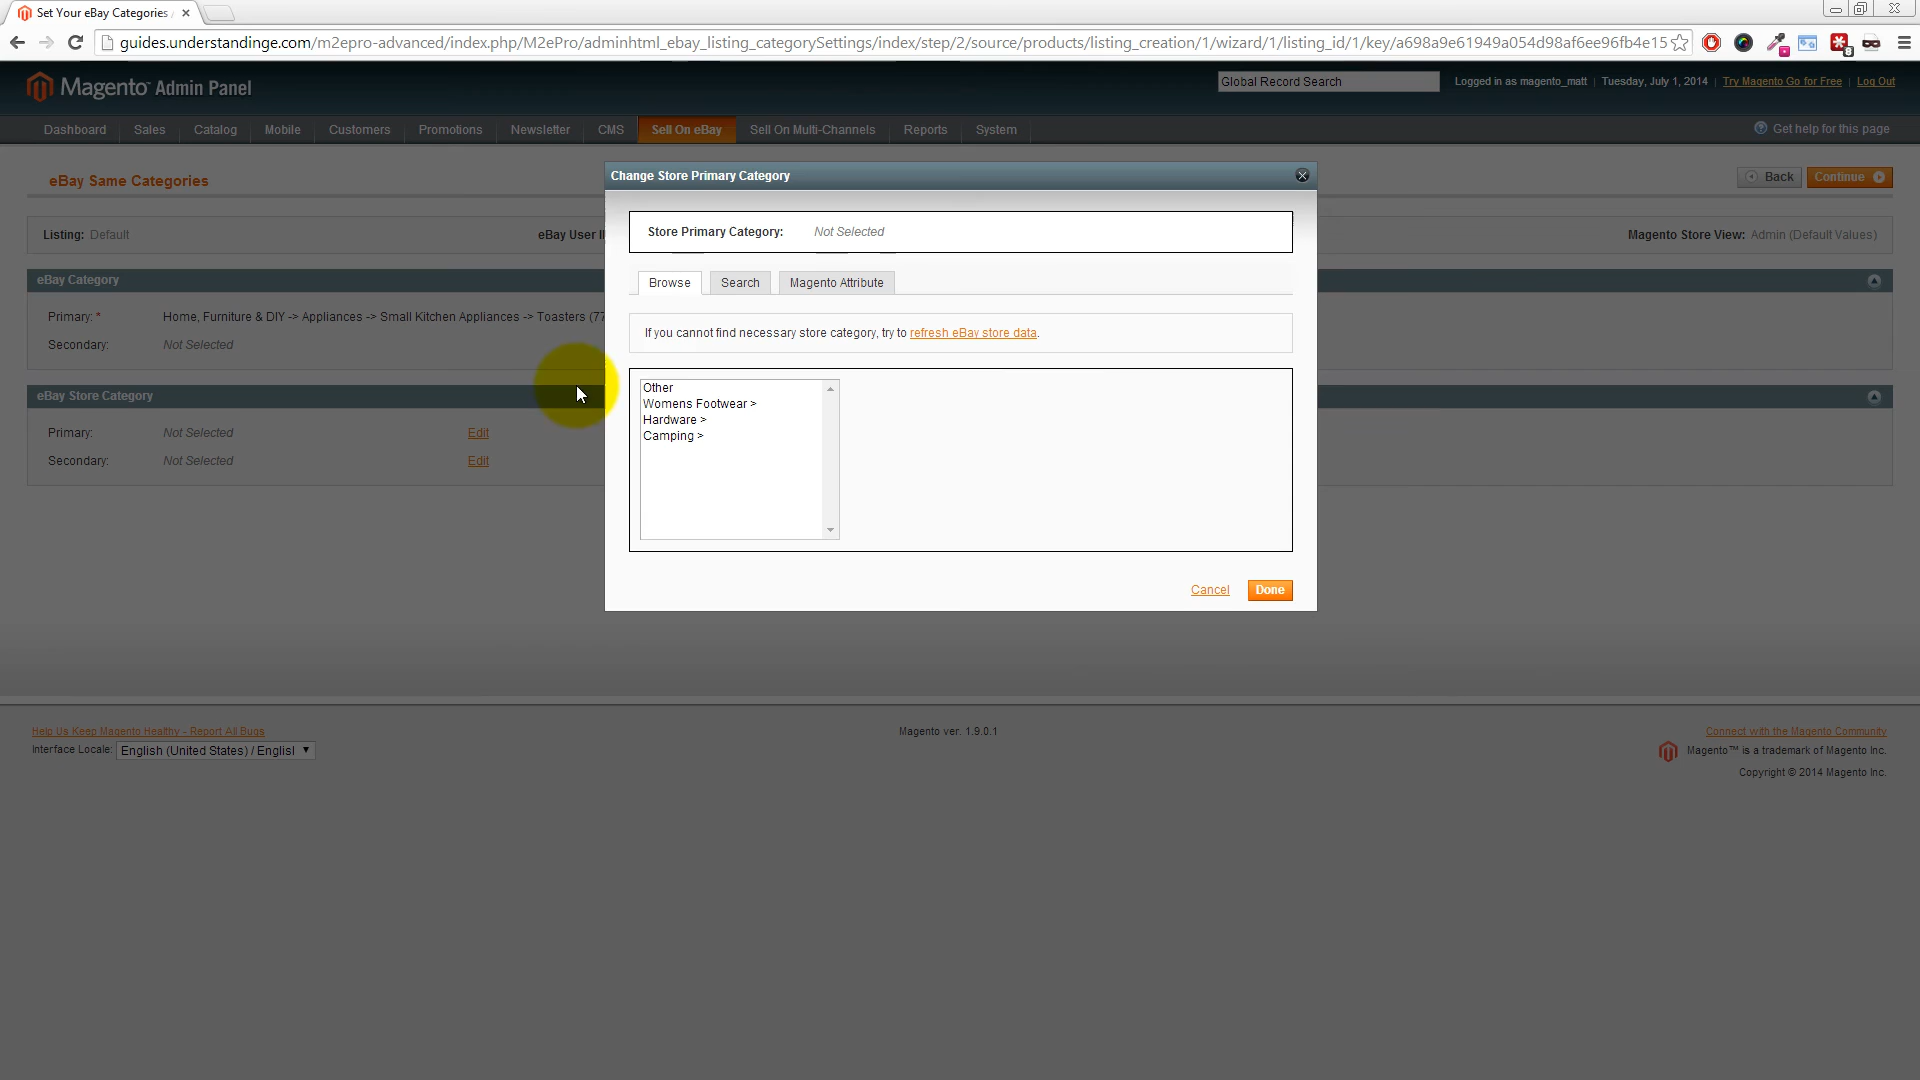 Set Your eBay Categories
guides.understandinge.com/m2epro-advanced/index.php/M2ePro/adminhtml_ebay_listing_categorySettings/index/step/2/source/products/listing_creation/1/wizard/1/listing_id/1/key/a698a9e61949a054d98af6ee96fb4e15
8
Magento™ Admin Panel
Global Record Search
Logged in as magento_matt | Tuesday, July 1, 2014 | Try Magento Go for Free | Log Out
Dashboard Sales Catalog Mobile Customers Promotions Newsletter CMS Sell On eBay Sell On Multi-Channels Reports System
Get help for this page
eBay Same Categories
Back Continue
Listing: Default
eBay User
Magento Store View: Admin (Default Values)
eBay Category
Primary: *
Home, Furniture & DIY -> Appliances -> Small Kitchen Appliances -> Toasters (77
Secondary: Not Selected
eBay Store Category
Primary: Not Selected Edit
Secondary: Not Selected Edit
Change Store Primary Category
Store Primary Category: Not Selected
Browse Search Magento Attribute
If you cannot find necessary store category, try to refresh eBay store data.
Other
Womens Footwear >
Hardware >
Camping >
Cancel Done
Help Us Keep Magento Healthy - Report All Bugs
Interface Locale: English (United States) / Englisl
Magento ver. 1.9.0.1
Connect with the Magento Community
Magento™ is a trademark of Magento Inc.
Copyright © 2014 Magento Inc.